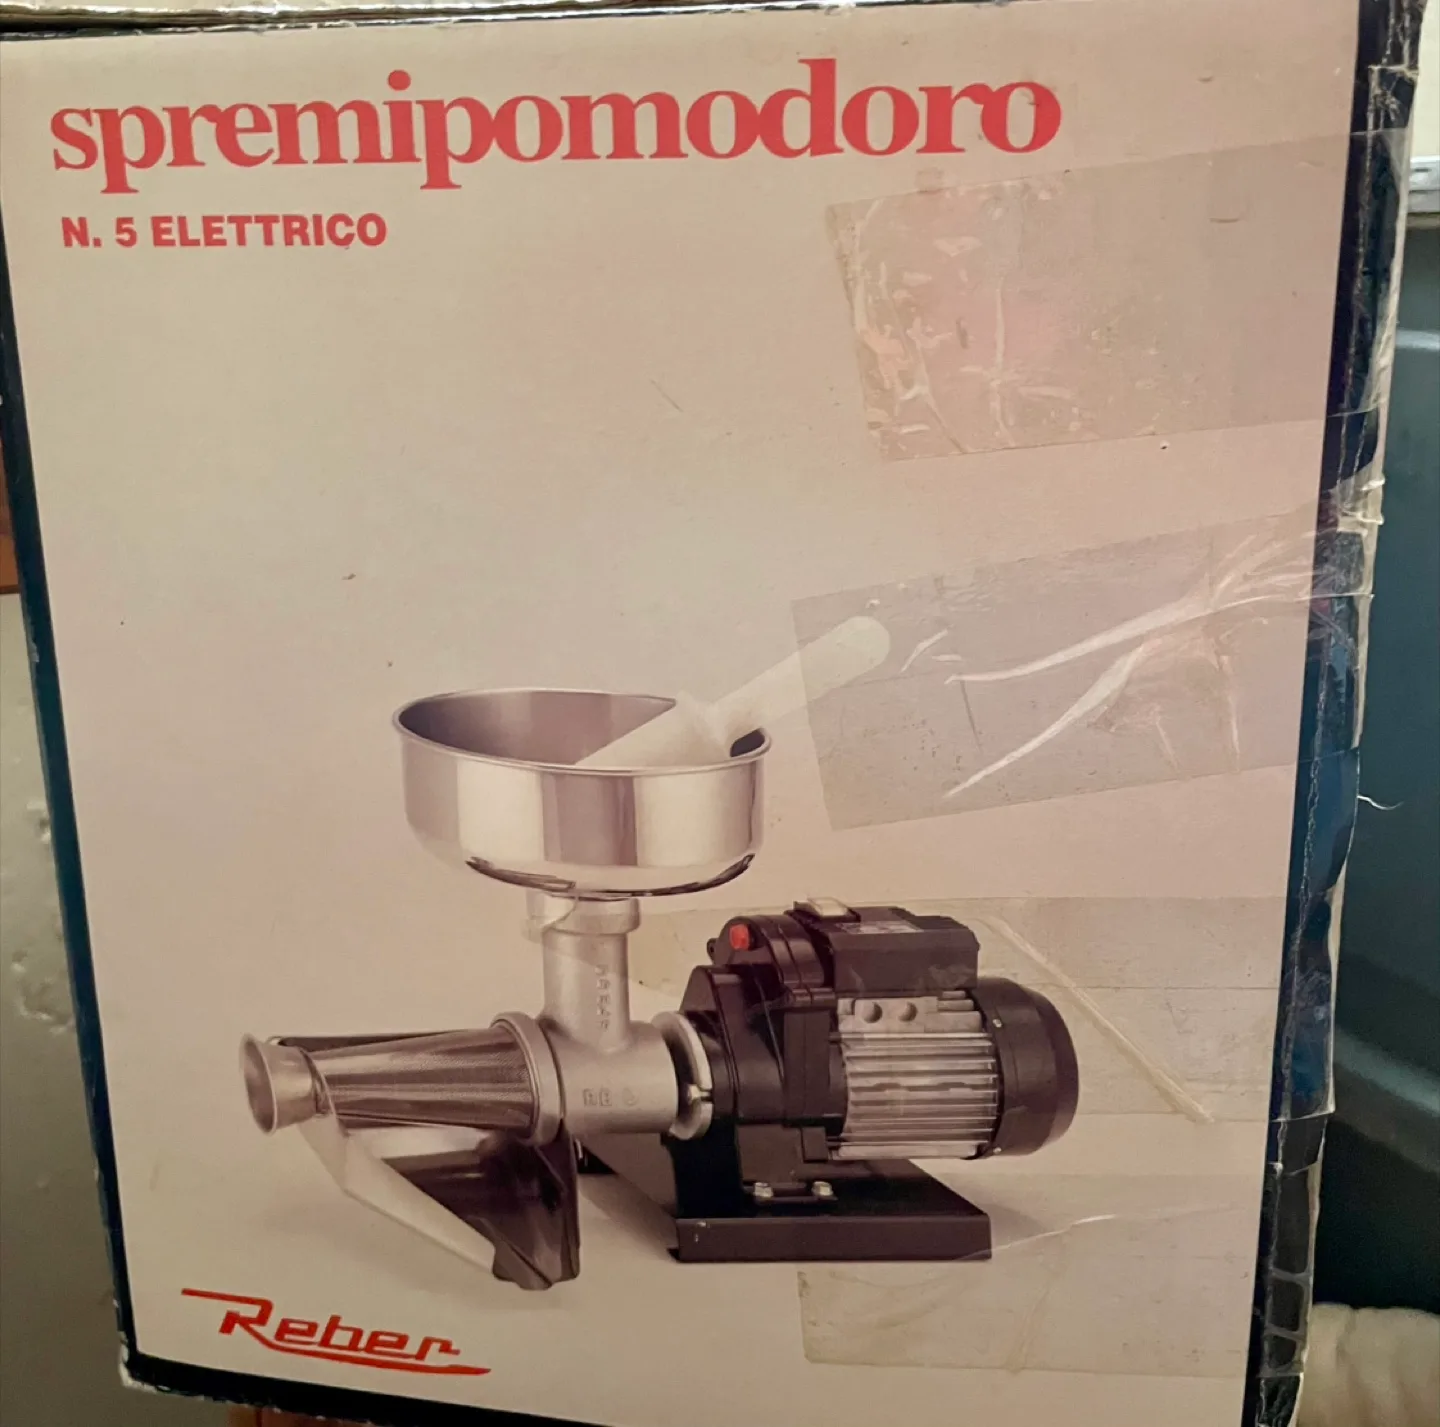 spremipomodoro
N. 5 ELETTRICO
Reber